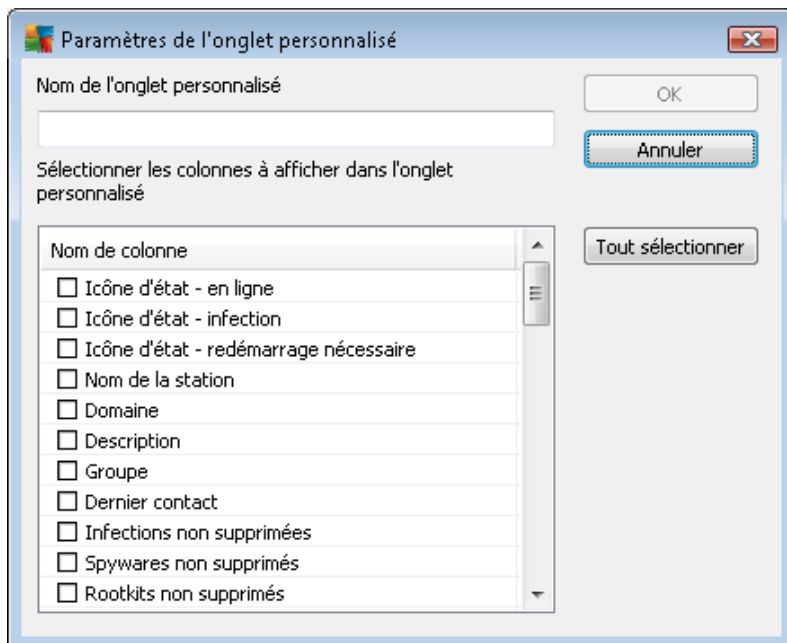 Paramètres de l'onglet personnalisé
Nom de l'onglet personnalisé
OK
Annuler
Sélectionner les colonnes à afficher dans l'onglet
personnalisé
Tout sélectionner
Nom de colonne
Icône d'état - en ligne
Icône d'état - infection
Icône d'état - redémarrage nécessaire
Nom de la station
Domaine
Description
Groupe
Dernier contact
Infections non supprimées
Spywares non supprimés
Rootkits non supprimés